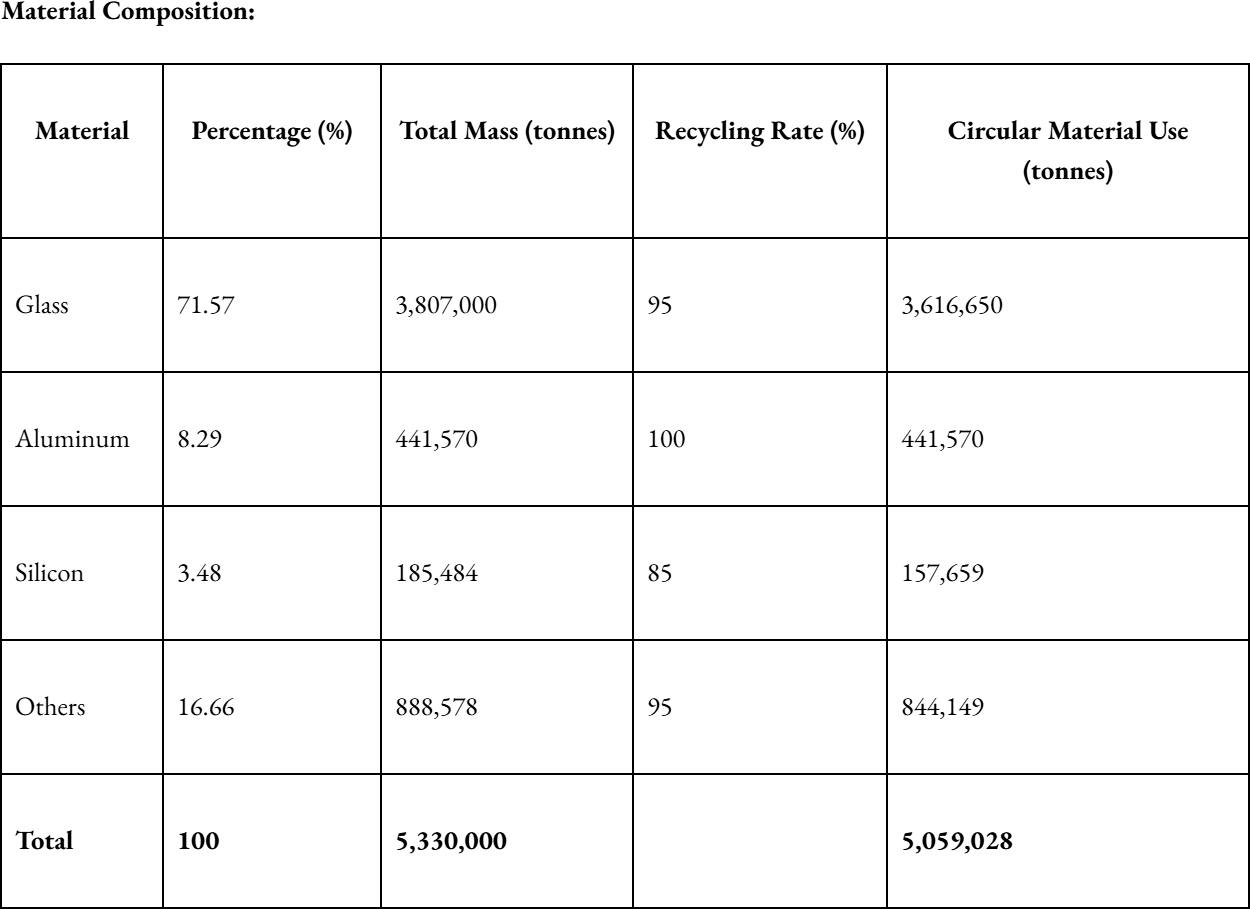 Material Composition:
Material Percentage (%) Total Mass (tonnes) Recycling Rate (%) Circular Material Use
(tonnes)
Glass 71.57 3,807,000 95 3,616,650
Aluminum 8.29 441,570 100 441,570
Silicon 3.48 185,484 85 157,659
Others 16.66 888,578 95 844,149
Total 100 5,330,000 5,059,028